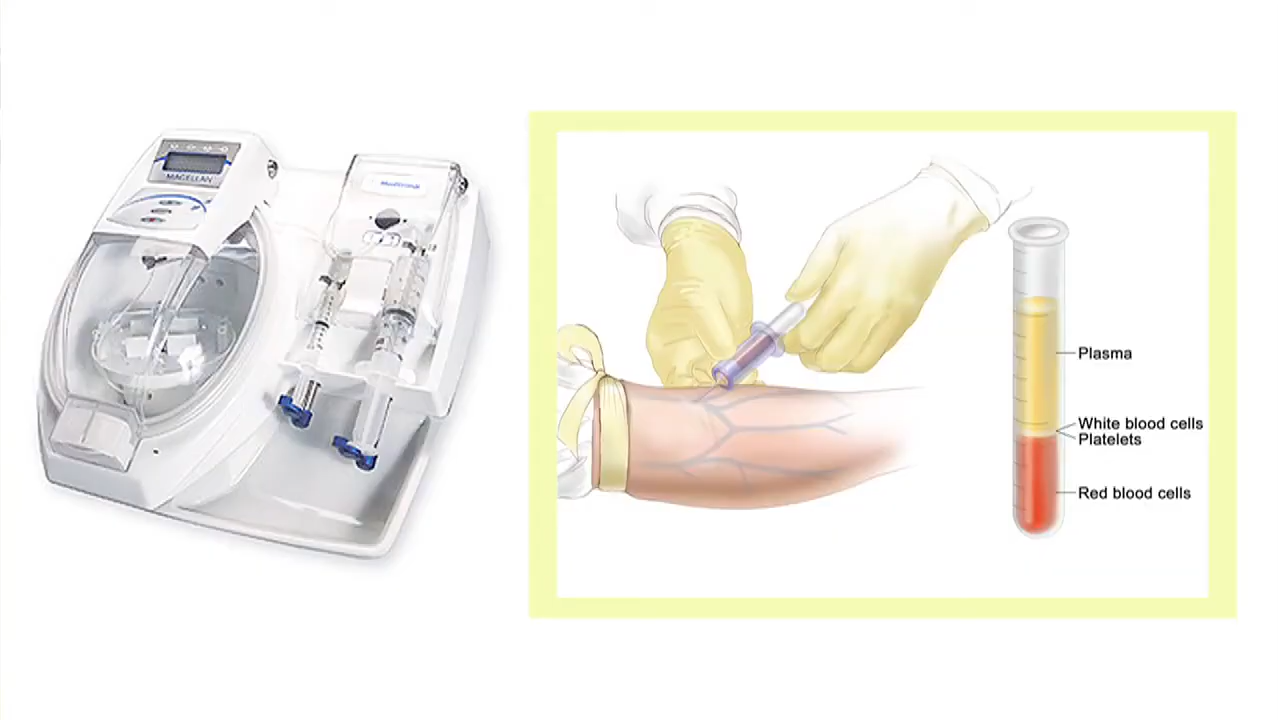 MAGELLAN
Medtronic
Plasma
White blood cells
Platelets
Red blood cells